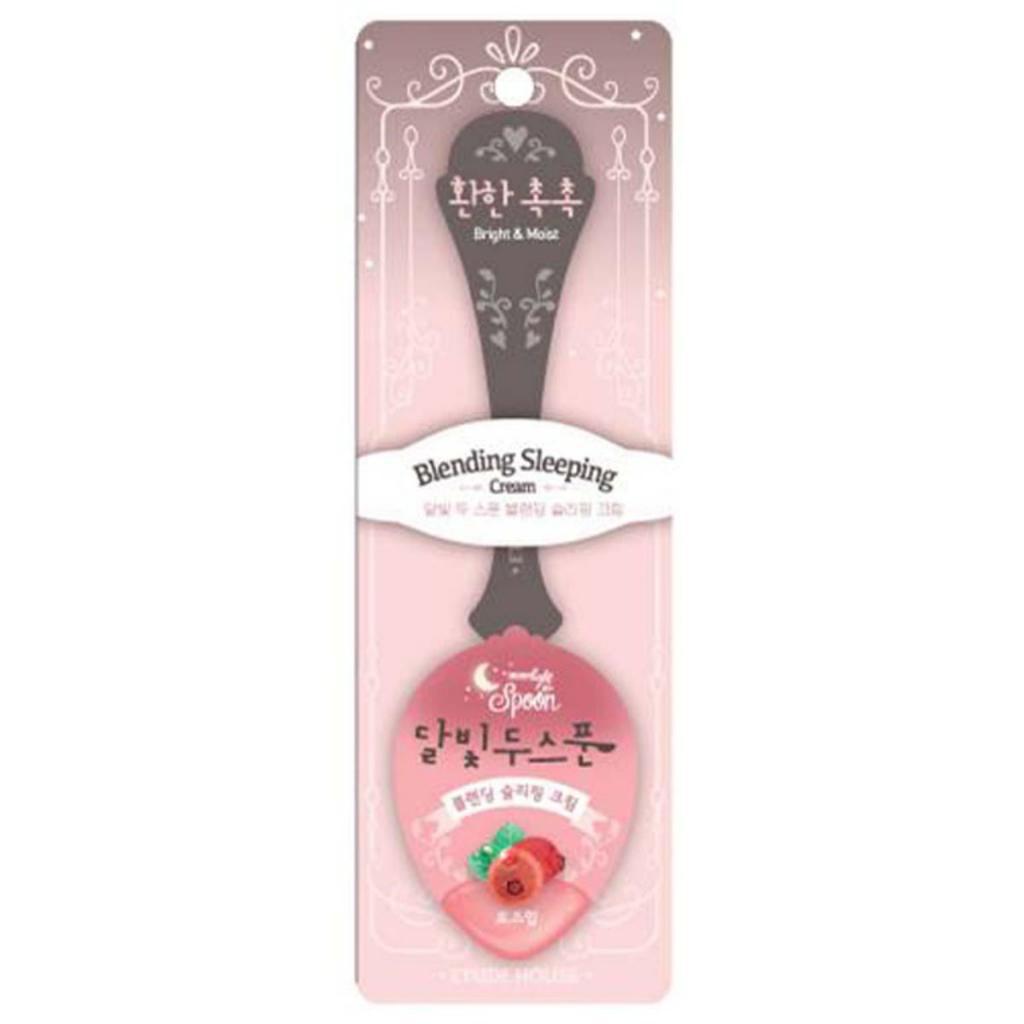 환한 촉촉
Bright & Moist
Blending Sleeping
Cream
달빛 두 스푼 블렌딩 슬리핑 크림
moonlight
Spoon
달빛두스푼
블렌딩 슬리핑 크림
로즈힙
ETUDE HOUSE